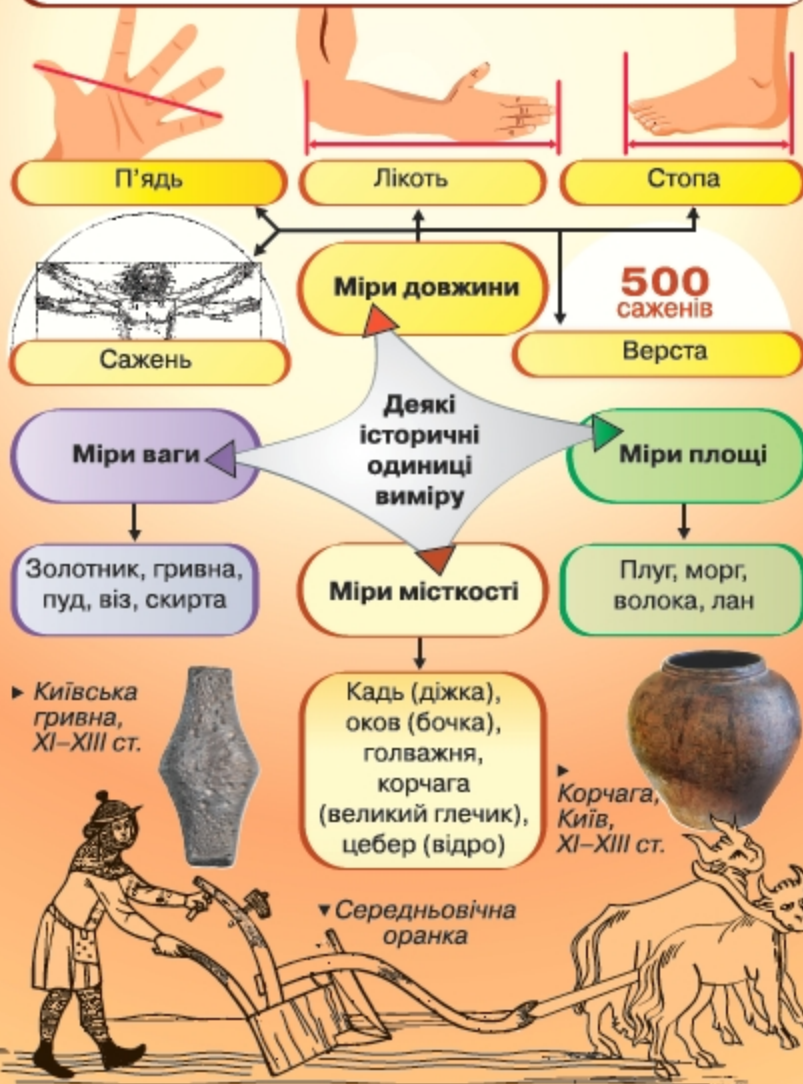 П’ядь
Лікоть
Стопа
Міри довжини
500
саженів
Сажень
Верста
Деякі
історичні
одиниці
виміру
Міри ваги
Міри площі
Золотник, гривна,
пуд, віз, скирта
Міри місткості
Плуг, морг,
волока, лан
▸ Київська
гривна,
XI–XIII ст.
Кадь (діжка),
оков (бочка),
голважня,
корчага
(великий глечик),
цебер (відро)
▸
Корчага,
Київ,
XI–XIII ст.
▾ Середньовічна
оранка